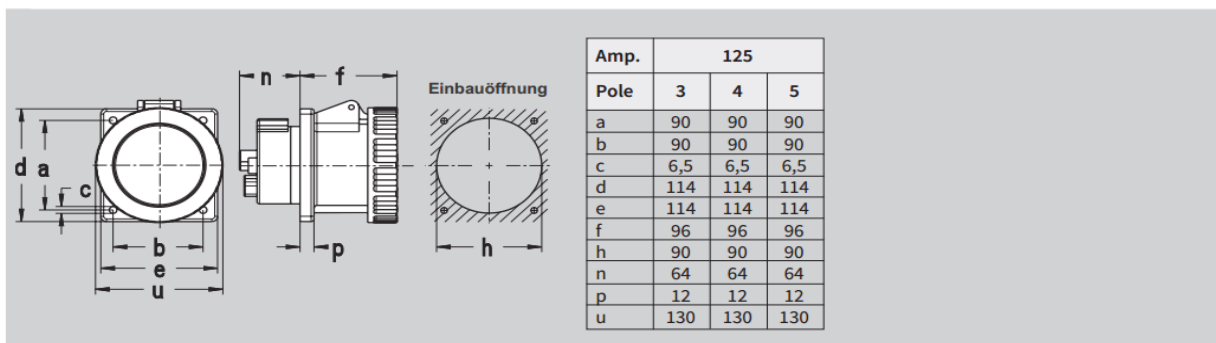 n f
Einbauöffnung
d a c
b
e
u
p
h
Amp. 125
Pole 3 4 5
a 90 90 90
b 90 90 90
c 6,5 6,5 6,5
d 114 114 114
e 114 114 114
f 96 96 96
h 90 90 90
n 64 64 64
p 12 12 12
u 130 130 130